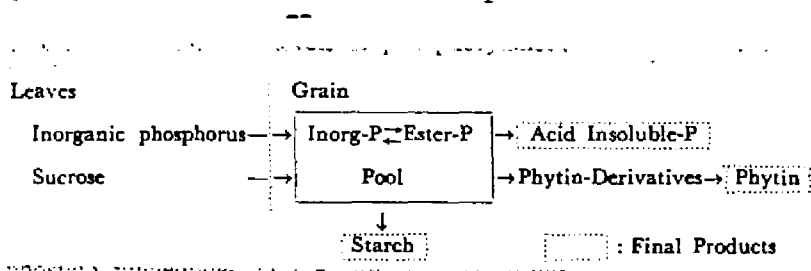 Leaves Grain
Inorganic phosphorus—→ Inorg-P⇄Ester-P →Acid Insoluble-P
Sucrose —→ Pool →Phytin-Derivatives→Phytin
↓
Starch : Final Products